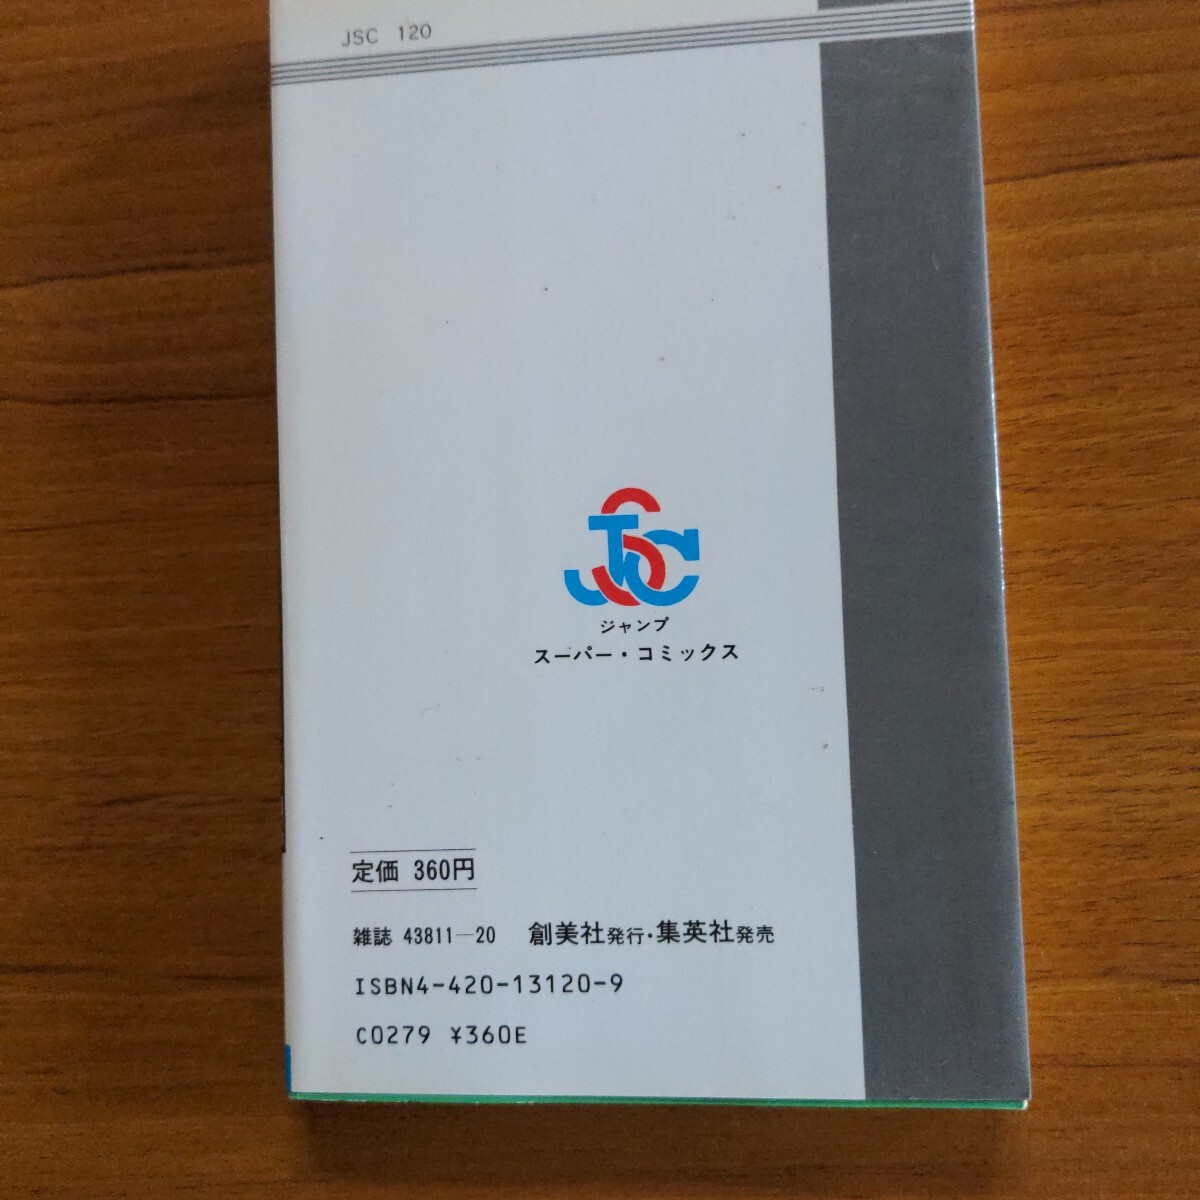 JSC 120
JSC
ジャンプ
スーパー・コミックス
定価 360円
雑誌 43811—20 創美社発行・集英社発売
ISBN4-420-13120-9
C0279 ¥360E